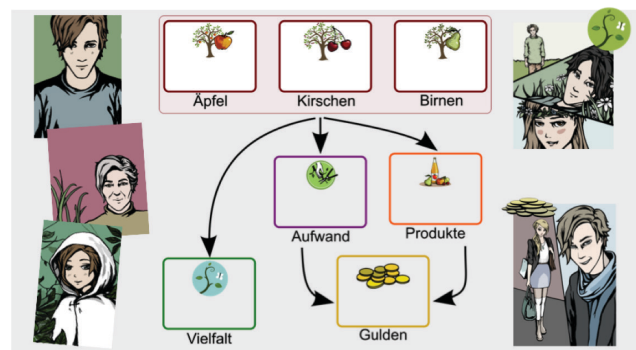 Äpfel
Kirschen
Birnen
Aufwand
Produkte
Vielfalt
Gulden